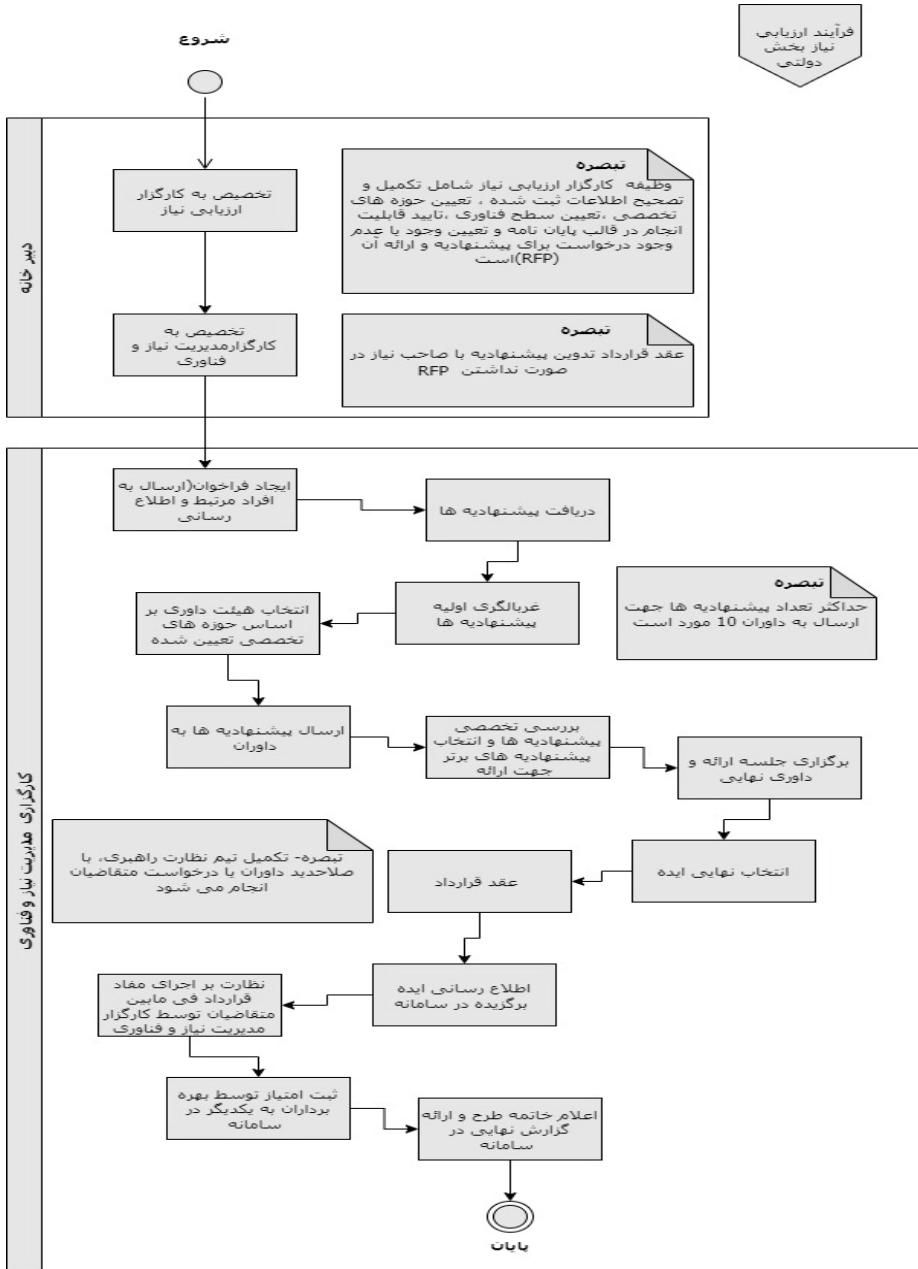 فرآیند ارزیابی
نیاز بخش
دولتی
شروع
دبیر خانه
تخصیص به کارگزار
ارزیابی نیاز
تبصره
وظیفه کارگزار ارزیابی نیاز شامل تکمیل و
تصحیح اطلاعات ثبت شده ، تعیین حوزه های
تخصصی ،تعیین سطح فناوری ،تایید قابلیت
انجام در قالب پایان نامه و تعیین وجود یا عدم
وجود درخواست برای پیشنهادیه و ارائه آن
(RFP)است
تخصیص به
کارگزارمدیریت نیاز و
فناوری
تبصره
عقد قرارداد تدوین پیشنهادیه با صاحب نیاز در
صورت نداشتن RFP
کارگزاری مدیریت نیاز و فناوری
ایجاد فراخوان(ارسال به
افراد مرتبط و اطلاع
رسانی
دریافت پیشنهادیه ها
غربالگری اولیه
پیشنهادیه ها
تبصره
حداکثر تعداد پیشنهادیه ها جهت
ارسال به داوران 10 مورد است
انتخاب هیئت داوری بر
اساس حوزه های
تخصصی تعیین شده
ارسال پیشنهادیه ها به
داوران
بررسی تخصصی
پیشنهادیه ها و انتخاب
پیشنهادیه های برتر
جهت ارائه
برگزاری جلسه ارائه و
داوری نهایی
انتخاب نهایی ایده
عقد قرارداد
تبصره- تکمیل تیم نظارت راهبری، با
صلاحدید داوران یا درخواست متقاضیان
انجام می شود
اطلاع رسانی ایده
برگزیده در سامانه
نظارت بر اجرای مفاد
قرارداد فی مابین
متقاضیان توسط کارگزار
مدیریت نیاز و فناوری
ثبت امتیاز توسط بهره
برداران به یکدیگر در
سامانه
اعلام خاتمه طرح و ارائه
گزارش نهایی در
سامانه
پایان